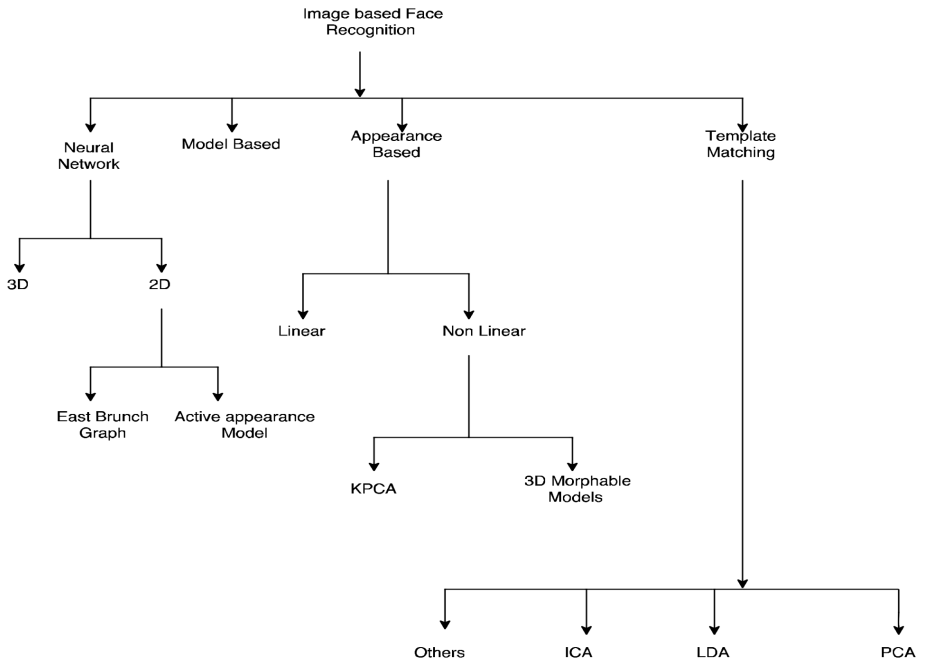 Image based Face
Recognition
Neural
Network
Model Based
Appearance
Based
Template
Matching
3D
2D
Linear
Non Linear
East Brunch
Graph
Active appearance
Model
KPCA
3D Morphable
Models
Others
ICA
LDA
PCA